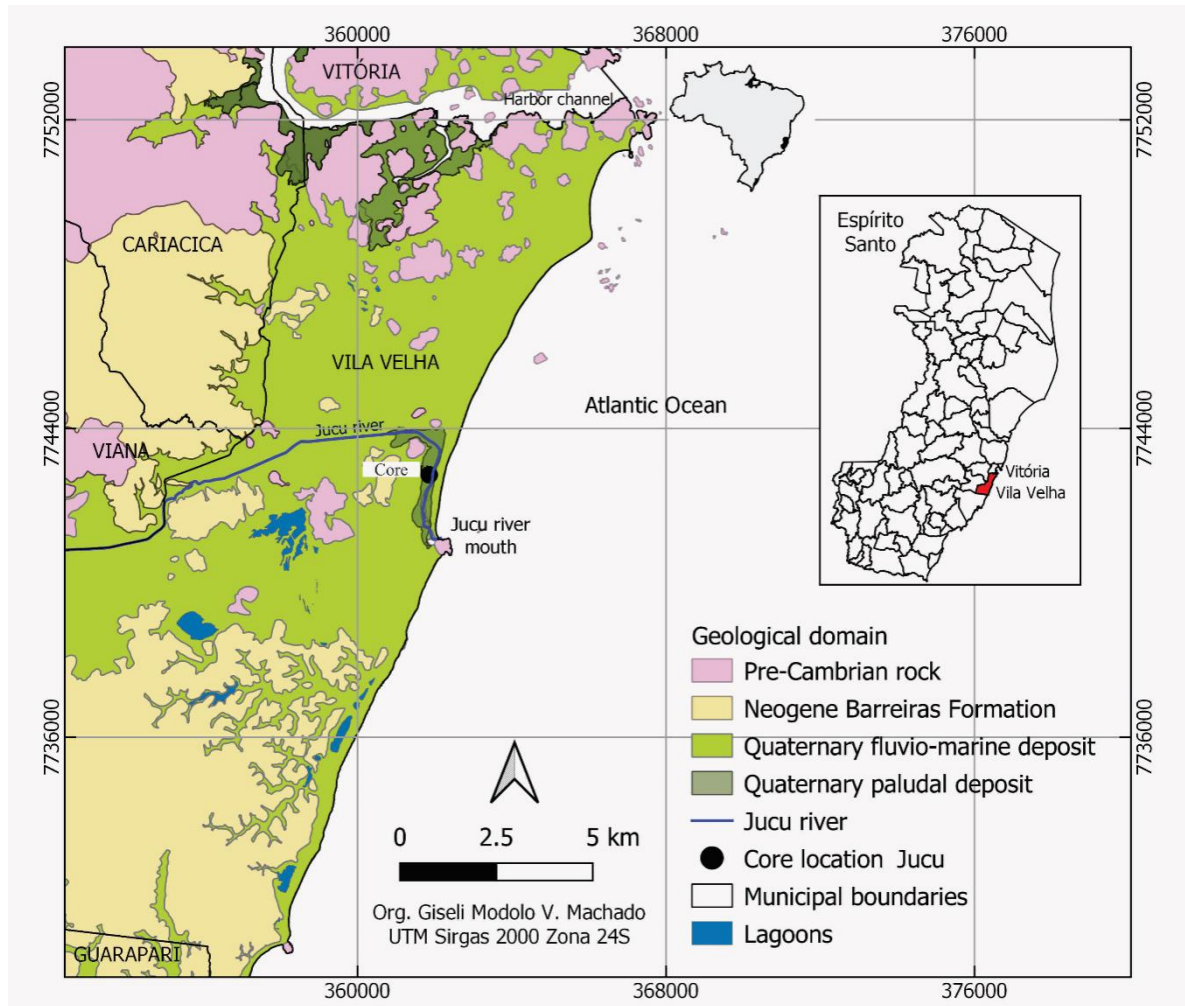 360000
368000
376000
VITÓRIA
Harbor channel
7752000
7752000
Espírito
Santo
CARIACICA
VILA VELHA
Atlantic Ocean
7744000
7744000
Jucu river
VIANA
Core
Vitória
Vila Velha
Jucu river
mouth
Geological domain
Pre-Cambrian rock
Neogene Barreiras Formation
7736000
7736000
Quaternary fluvio-marine deposit
Quaternary paludal deposit
Jucu river
0 2.5 5 km
Core location Jucu
Municipal boundaries
Org. Giseli Modolo V. Machado
UTM Sirgas 2000 Zona 24S
Lagoons
GUARAPARI
360000
368000
376000